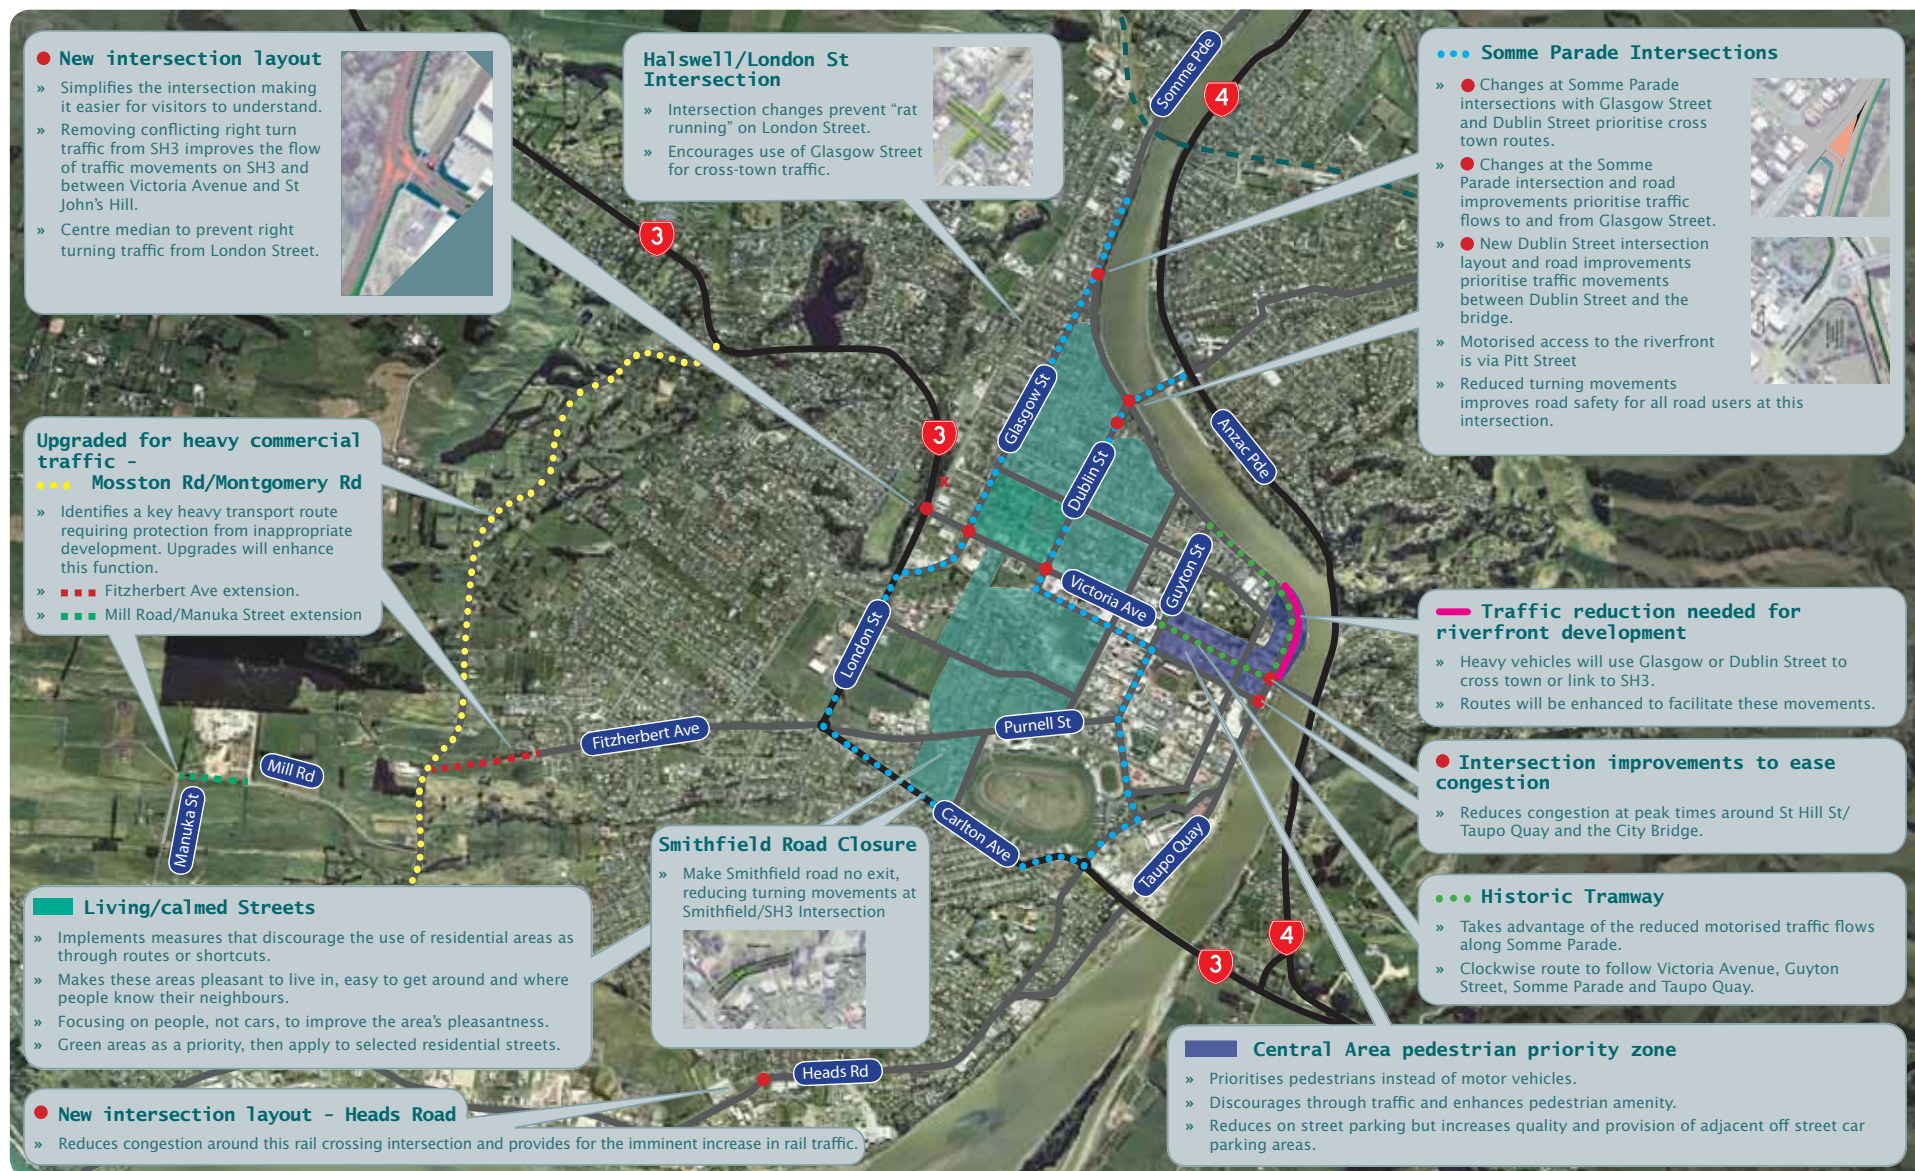 New intersection layout
» Simplifies the intersection making
it easier for visitors to understand.
» Removing conflicting right turn
traffic from SH3 improves the flow
of traffic movements on SH3 and
between Victoria Avenue and St
John's Hill.
» Centre median to prevent right
turning traffic from London Street.
Halswell/London St
Intersection
» Intersection changes prevent “rat
running” on London Street.
» Encourages use of Glasgow Street
for cross-town traffic.
Somme Parade Intersections
» Changes at Somme Parade
intersections with Glasgow Street
and Dublin Street prioritise cross
town routes.
» Changes at the Somme
Parade intersection and road
improvements prioritise traffic
flows to and from Glasgow Street.
» New Dublin Street intersection
layout and road improvements
prioritise traffic movements
between Dublin Street and the
bridge.
» Motorised access to the riverfront
is via Pitt Street
» Reduced turning movements
improves road safety for all road users at this
intersection.
Upgraded for heavy commercial
traffic -
Mosston Rd/Montgomery Rd
» Identifies a key heavy transport route
requiring protection from inappropriate
development. Upgrades will enhance
this function.
» Fitzherbert Ave extension.
» Mill Road/Manuka Street extension
Somme Pde
4
3
3
x
Glasgow St
Dublin St
Anzac Pde
Guyton St
Victoria Ave
London St
Fitzherbert Ave
Purnell St
Mill Rd
Manuka St
Carlton Ave
Taupo Quay
3
4
Heads Rd
Traffic reduction needed for
riverfront development
» Heavy vehicles will use Glasgow or Dublin Street to
cross town or link to SH3.
» Routes will be enhanced to facilitate these movements.
Intersection improvements to ease
congestion
» Reduces congestion at peak times around St Hill St/
Taupo Quay and the City Bridge.
Smithfield Road Closure
» Make Smithfield road no exit,
reducing turning movements at
Smithfield/SH3 Intersection
Historic Tramway
» Takes advantage of the reduced motorised traffic flows
along Somme Parade.
» Clockwise route to follow Victoria Avenue, Guyton
Street, Somme Parade and Taupo Quay.
Living/calmed Streets
» Implements measures that discourage the use of residential areas as
through routes or shortcuts.
» Makes these areas pleasant to live in, easy to get around and where
people know their neighbours.
» Focusing on people, not cars, to improve the area's pleasantness.
» Green areas as a priority, then apply to selected residential streets.
Central Area pedestrian priority zone
» Prioritises pedestrians instead of motor vehicles.
» Discourages through traffic and enhances pedestrian amenity.
» Reduces on street parking but increases quality and provision of adjacent off street car
parking areas.
New intersection layout - Heads Road
» Reduces congestion around this rail crossing intersection and provides for the imminent increase in rail traffic.